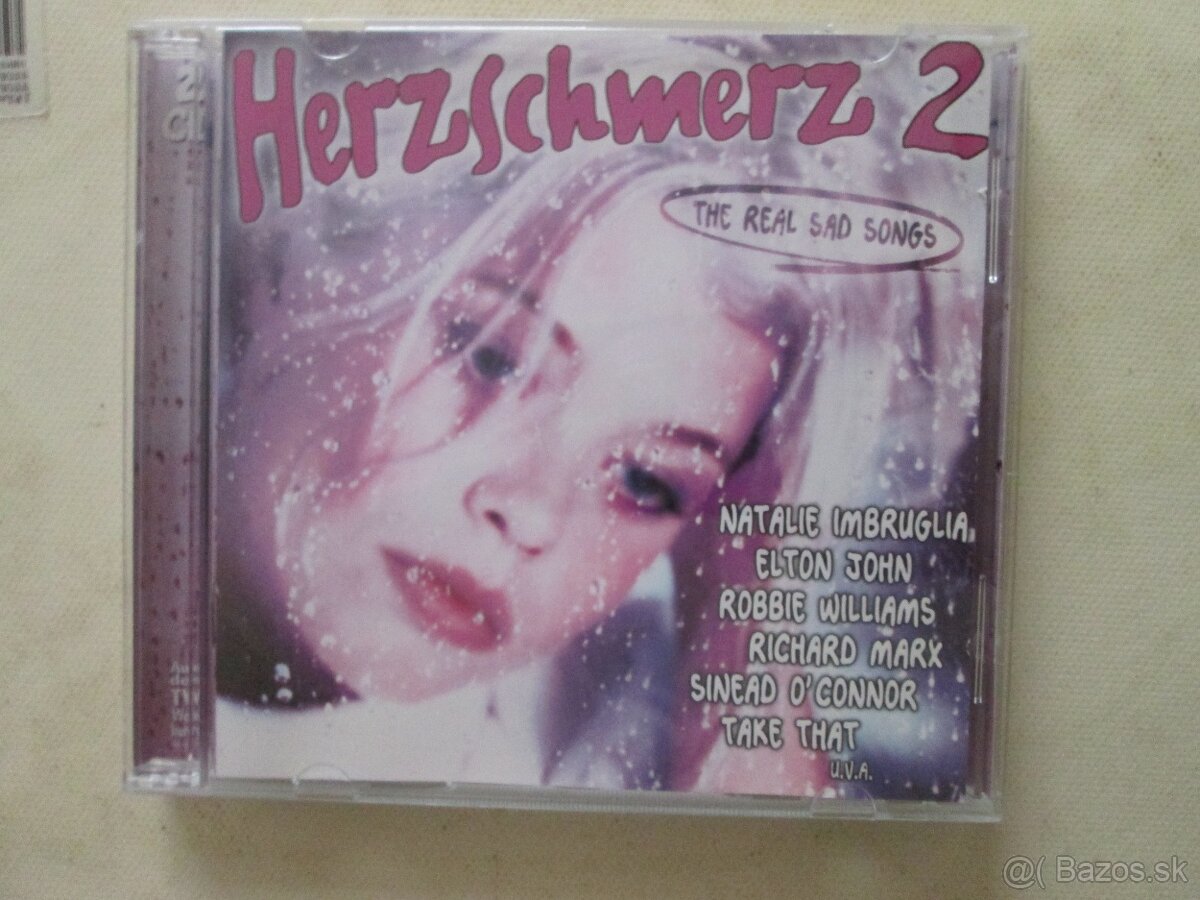 Herzschmerz 2
THE REAL SAD SONGS
NATALIE IMBRUGLIA,
ELTON JOHN
ROBBIE WILLIAMS
RICHARD MARX
SINEAD O'CONNOR
TAKE THAT
U.V.A.
@( Bazos.sk